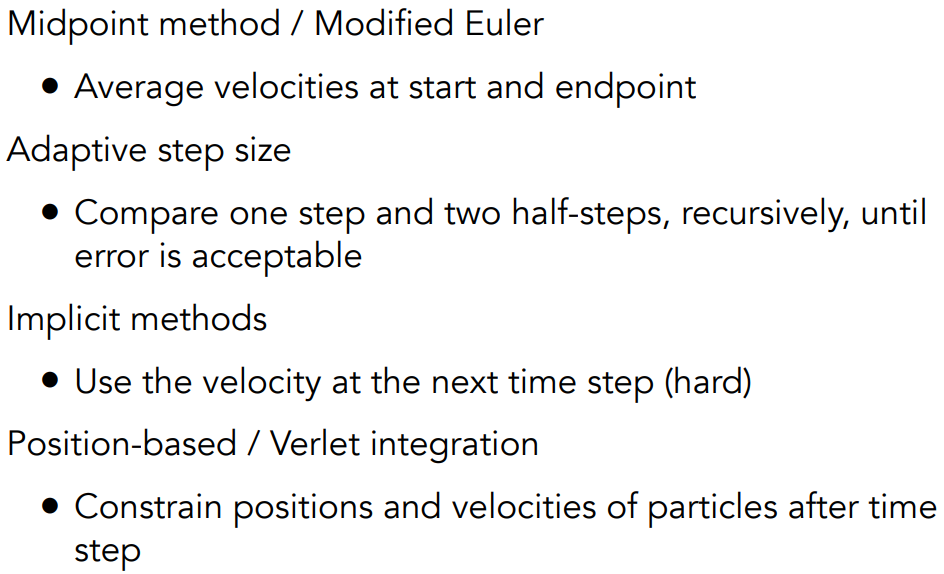 Midpoint method / Modified Euler
● Average velocities at start and endpoint
Adaptive step size
● Compare one step and two half-steps, recursively, until
error is acceptable
Implicit methods
● Use the velocity at the next time step (hard)
Position-based / Verlet integration
● Constrain positions and velocities of particles after time
step